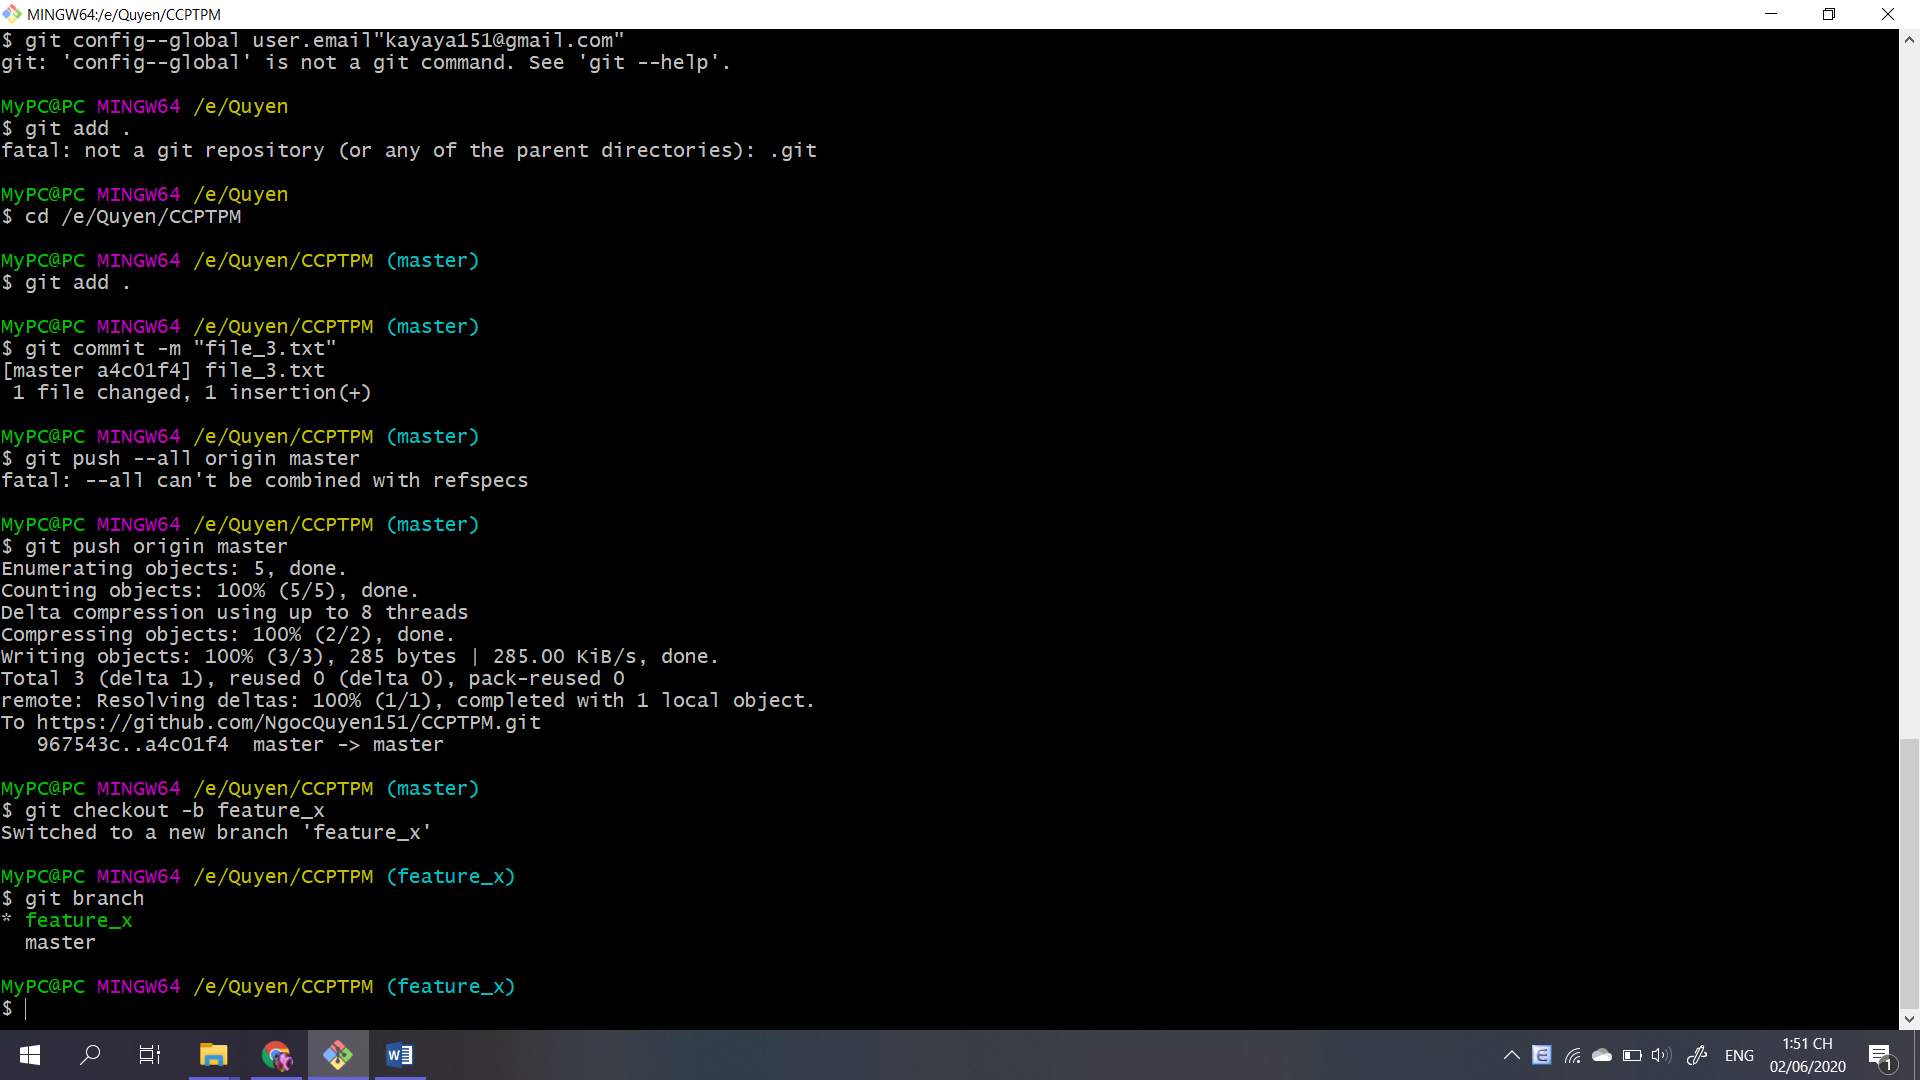 MINGW64:/e/Quyen/CCPTPM
$ git config--global user.email"kayaya151@gmail.com"
git: 'config--global' is not a git command. See 'git --help'.
MyPC@PC MINGW64 /e/Quyen
$ git add .
fatal: not a git repository (or any of the parent directories): .git
MyPC@PC MINGW64 /e/Quyen
$ cd /e/Quyen/CCPTPM
MyPC@PC MINGW64 /e/Quyen/CCPTPM (master)
$ git add .
MyPC@PC MINGW64 /e/Quyen/CCPTPM (master)
$ git commit -m "file_3.txt"
[master a4c01f4] file_3.txt
 1 file changed, 1 insertion(+)
MyPC@PC MINGW64 /e/Quyen/CCPTPM (master)
$ git push --all origin master
fatal: --all can't be combined with refspecs
MyPC@PC MINGW64 /e/Quyen/CCPTPM (master)
$ git push origin master
Enumerating objects: 5, done.
Counting objects: 100% (5/5), done.
Delta compression using up to 8 threads
Compressing objects: 100% (2/2), done.
Writing objects: 100% (3/3), 285 bytes | 285.00 KiB/s, done.
Total 3 (delta 1), reused 0 (delta 0), pack-reused 0
remote: Resolving deltas: 100% (1/1), completed with 1 local object.
To https://github.com/NgocQuyen151/CCPTPM.git
   967543c..a4c01f4  master -> master
MyPC@PC MINGW64 /e/Quyen/CCPTPM (master)
$ git checkout -b feature_x
Switched to a new branch 'feature_x'
MyPC@PC MINGW64 /e/Quyen/CCPTPM (feature_x)
$ git branch
* feature_x
  master
MyPC@PC MINGW64 /e/Quyen/CCPTPM (feature_x)
$
ENG
1:51 CH
02/06/2020
1